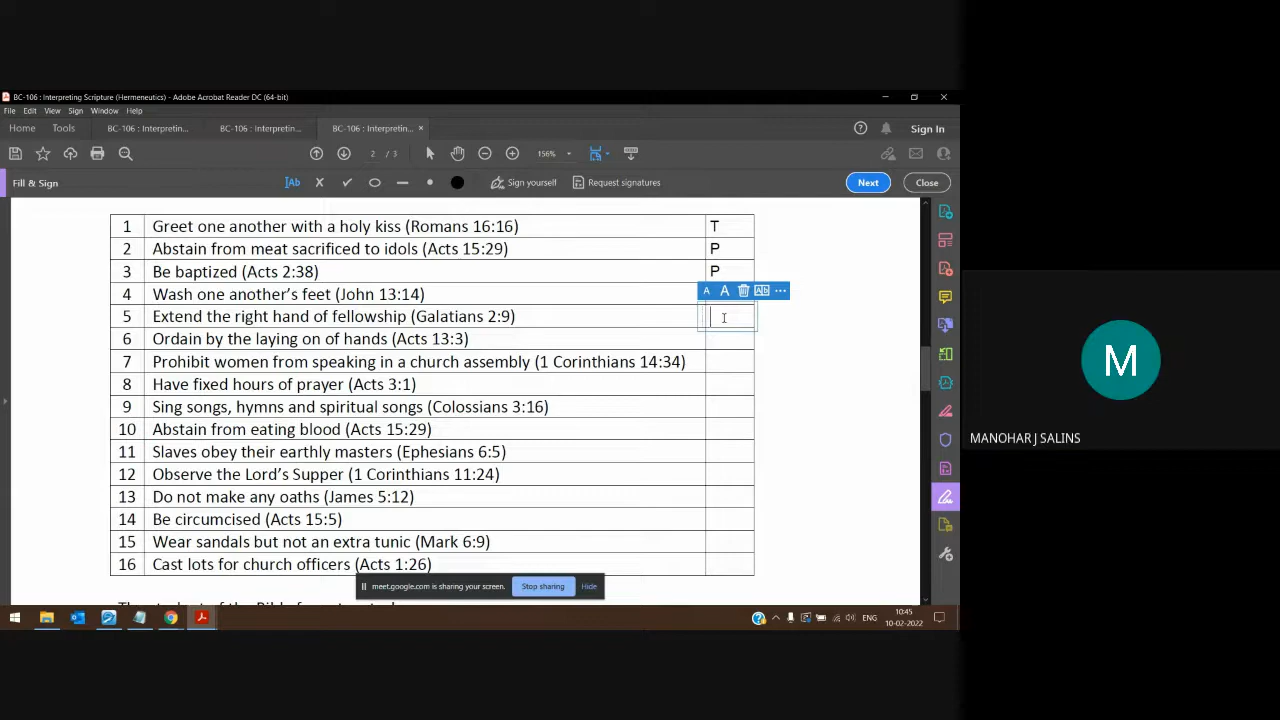 BC-106 : Interpreting Scripture (Hermeneutics) - Adobe Acrobat Reader DC (64-bit)
File Edit View Sign Window Help
Home Tools BC-106 : Interpretin... BC-106 : Interpretin... BC-106 : Interpretin... × Sign In
2 / 3 156%
Fill & Sign Ab Sign yourself Request signatures Next Close
1 Greet one another with a holy kiss (Romans 16:16) T
2 Abstain from meat sacrificed to idols (Acts 15:29) P
3 Be baptized (Acts 2:38) P
4 Wash one another's feet (John 13:14)
A A Ab
5 Extend the right hand of fellowship (Galatians 2:9)
6 Ordain by the laying on of hands (Acts 13:3)
7 Prohibit women from speaking in a church assembly (1 Corinthians 14:34)
8 Have fixed hours of prayer (Acts 3:1)
9 Sing songs, hymns and spiritual songs (Colossians 3:16)
10 Abstain from eating blood (Acts 15:29)
11 Slaves obey their earthly masters (Ephesians 6:5)
12 Observe the Lord's Supper (1 Corinthians 11:24)
13 Do not make any oaths (James 5:12)
14 Be circumcised (Acts 15:5)
15 Wear sandals but not an extra tunic (Mark 6:9)
16 Cast lots for church officers (Acts 1:26)
meet.google.com is sharing your screen. Stop sharing Hide
ENG 10:45
10-02-2022
M
MANOHAR J SALINS